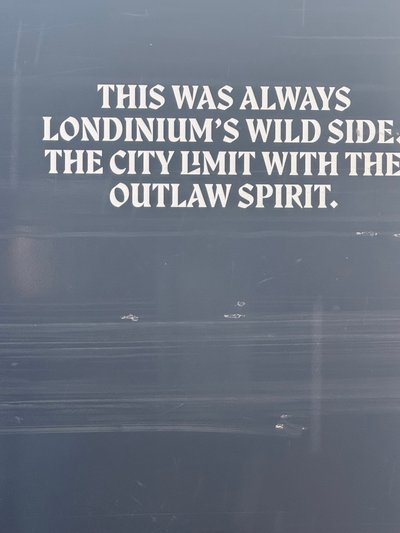 THIS WAS ALWAYS
LONDINIUM'S WILD SIDE.
THE CITY LIMIT WITH THE
OUTLAW SPIRIT.